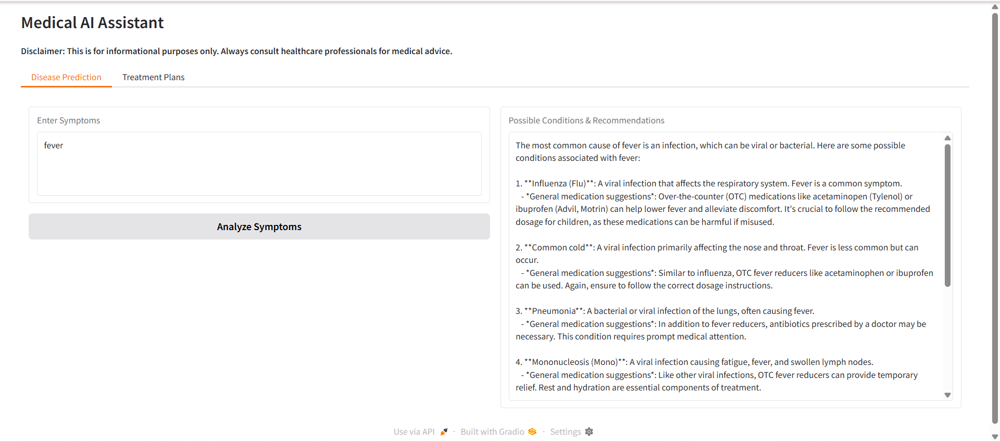 Medical AI Assistant
Disclaimer: This is for informational purposes only. Always consult healthcare professionals for medical advice.
Disease Prediction
Treatment Plans
Enter Symptoms
fever
Analyze Symptoms
Possible Conditions & Recommendations
The most common cause of fever is an infection, which can be viral or bacterial. Here are some possible
conditions associated with fever:
1. **Influenza (Flu)**: A viral infection that affects the respiratory system. Fever is a common symptom.
- *General medication suggestions*: Over-the-counter (OTC) medications like acetaminopen (Tylenol) or
ibuprofen (Advil, Motrin) can help lower fever and alleviate discomfort. It's crucial to follow the recommended
dosage for children, as these medications can be harmful if misused.
2. **Common cold**: A viral infection primarily affecting the nose and throat. Fever is less common but can
occur.
- *General medication suggestions*: Similar to influenza, OTC fever reducers like acetaminophen or ibuprofen
can be used. Again, ensure to follow the correct dosage instructions.
3. **Pneumonia**: A bacterial or viral infection of the lungs, often causing fever.
- *General medication suggestions*: In addition to fever reducers, antibiotics prescribed by a doctor may be
necessary. This condition requires prompt medical attention.
4. **Mononucleosis (Mono)**: A viral infection causing fatigue, fever, and swollen lymph nodes.
- *General medication suggestions*: Like other viral infections, OTC fever reducers can provide temporary
relief. Rest and hydration are essential components of treatment.
Use via API · Built with Gradio · Settings